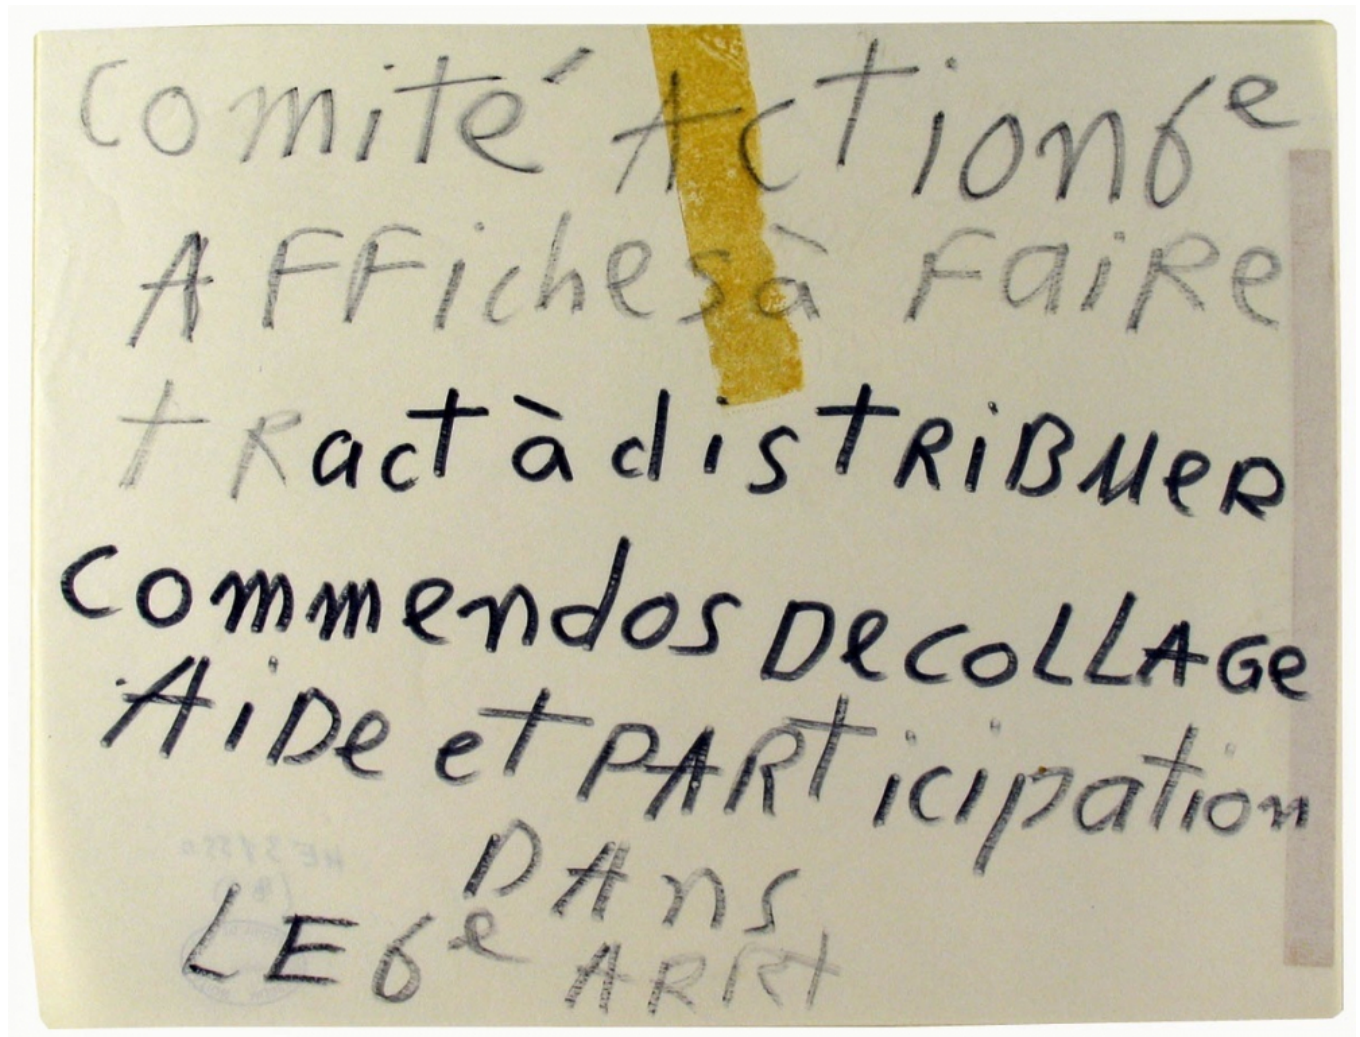 Comité Action 6e
Affiches à Faire
tRact à distRiBueR
Commendos De coLLAGe
AiDe et PARticipation
DAns
LE 6e ARRt